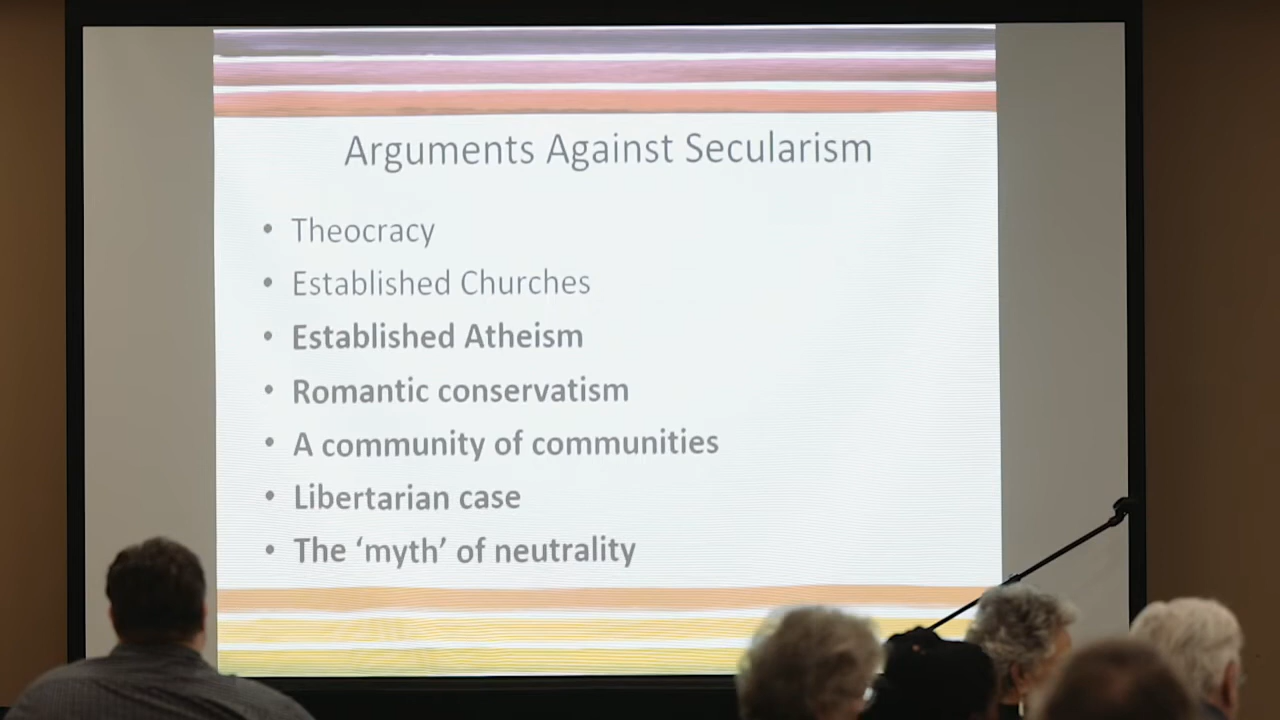 Arguments Against Secularism
• Theocracy
• Established Churches
• Established Atheism
• Romantic conservatism
• A community of communities
• Libertarian case
• The ‘myth’ of neutrality